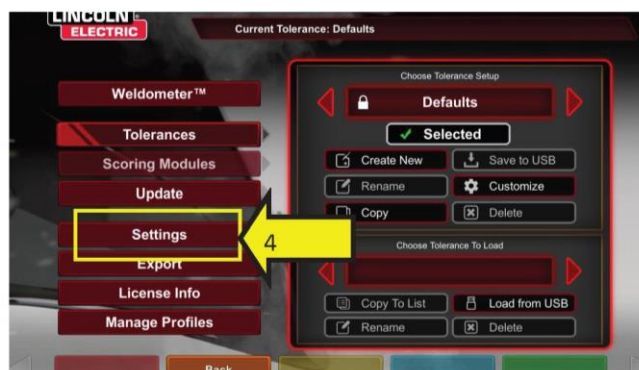 LINCOLN
ELECTRIC
Current Tolerance: Defaults
Weldometer™
Tolerances
Scoring Modules
Update
Settings
Export
License Info
Manage Profiles
4
Choose Tolerance Setup
Defaults
Selected
Create New
Save to USB
Rename
Customize
Copy
Delete
Choose Tolerance To Load
Copy To List
Load from USB
Rename
Delete
Back